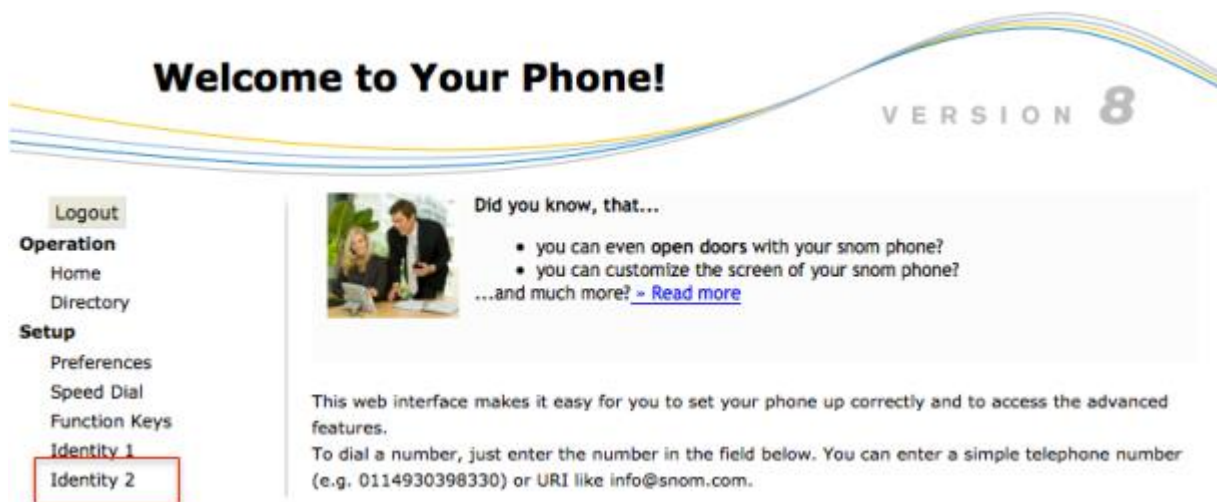 Welcome to Your Phone!
VERSION 8
Logout
Operation
Home
Directory
Setup
Preferences
Speed Dial
Function Keys
Identity 1
Identity 2
Did you know, that...
• you can even open doors with your snom phone?
• you can customize the screen of your snom phone?
...and much more? » Read more
This web interface makes it easy for you to set your phone up correctly and to access the advanced
features.
To dial a number, just enter the number in the field below. You can enter a simple telephone number
(e.g. 0114930398330) or URI like info@snom.com.